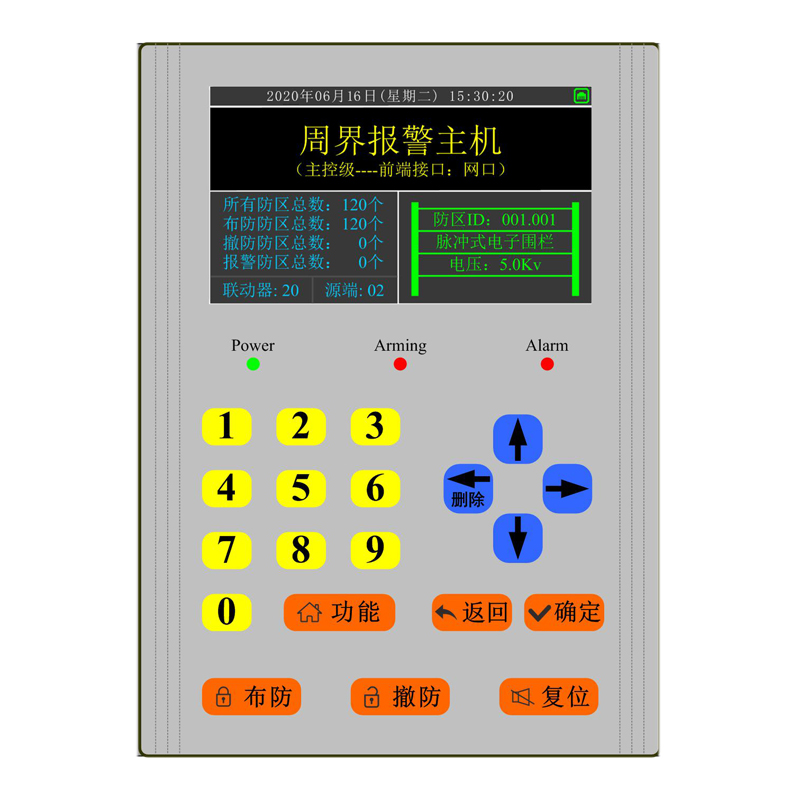 2020年06月16日(星期二) 15:30:20
周界报警主机
（主控级----前端接口：网口）
所有防区总数：120个
布防防区总数：120个
撤防防区总数：0个
报警防区总数：0个
联动器: 20 源端: 02
防区ID：001.001
脉冲式电子围栏
电压：5.0Kv
Power Arming Alarm
1 2 3
4 5 6
7 8 9
删除
0 功能 返回 确定
布防 撤防 复位